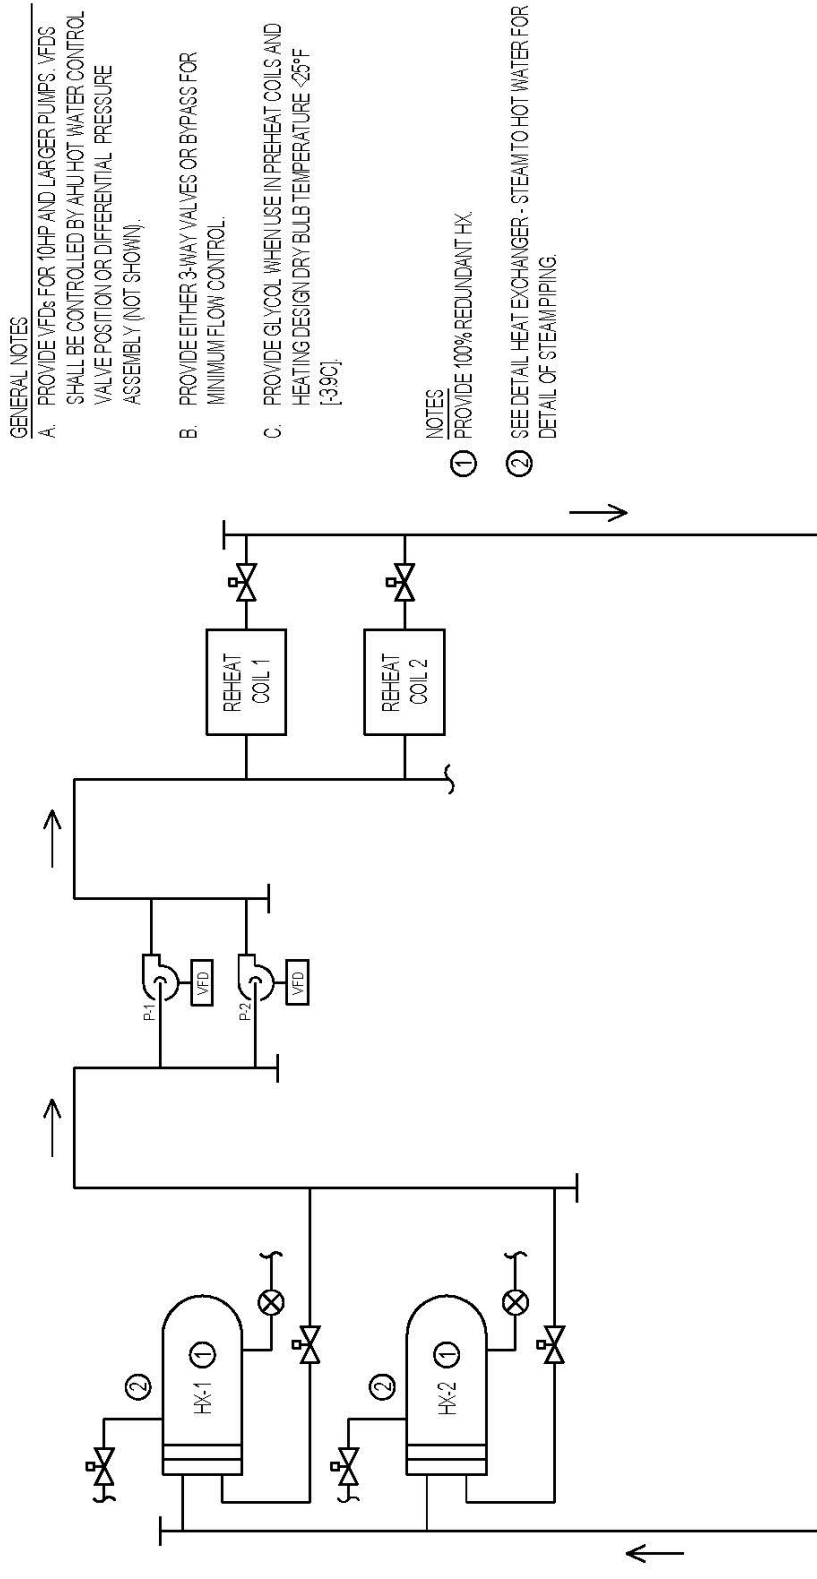 GENERAL NOTES
A. PROVIDE VFDs FOR 10HP AND LARGER PUMPS. VFDS
SHALL BE CONTROLLED BY AHU HOT WATER CONTROL
VALVE POSITION OR DIFFERENTIAL PRESSURE
ASSEMBLY (NOT SHOWN).
B. PROVIDE EITHER 3-WAY VALVES OR BYPASS FOR
MINIMUM FLOW CONTROL.
C. PROVIDE GLYCOL WHEN USE IN PREHEAT COILS AND
HEATING DESIGN DRY BULB TEMPERATURE <25°F
[-3.9C].
NOTES
1 PROVIDE 100% REDUNDANT HX.
2 SEE DETAIL HEAT EXCHANGER - STEAM TO HOT WATER FOR
DETAIL OF STEAM PIPING.
REHEAT
COIL 1
REHEAT
COIL 2
P-1
VFD
P-2
VFD
2
HX-1
1
2
HX-2
1